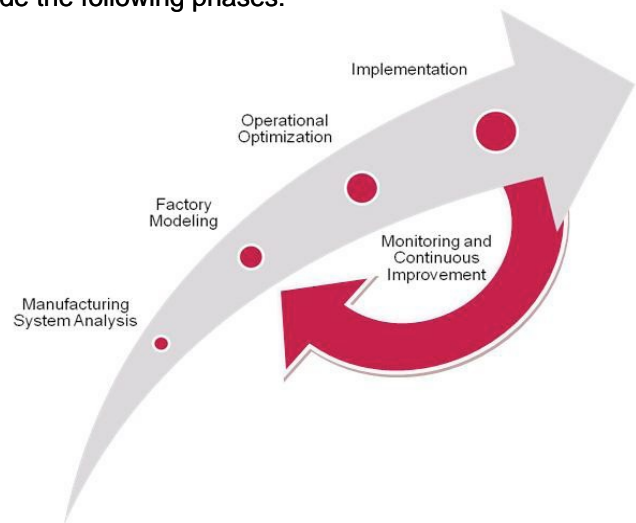 de the following phases:
Implementation
Operational
Optimization
Factory
Modeling
Monitoring and
Continuous
Improvement
Manufacturing
System Analysis